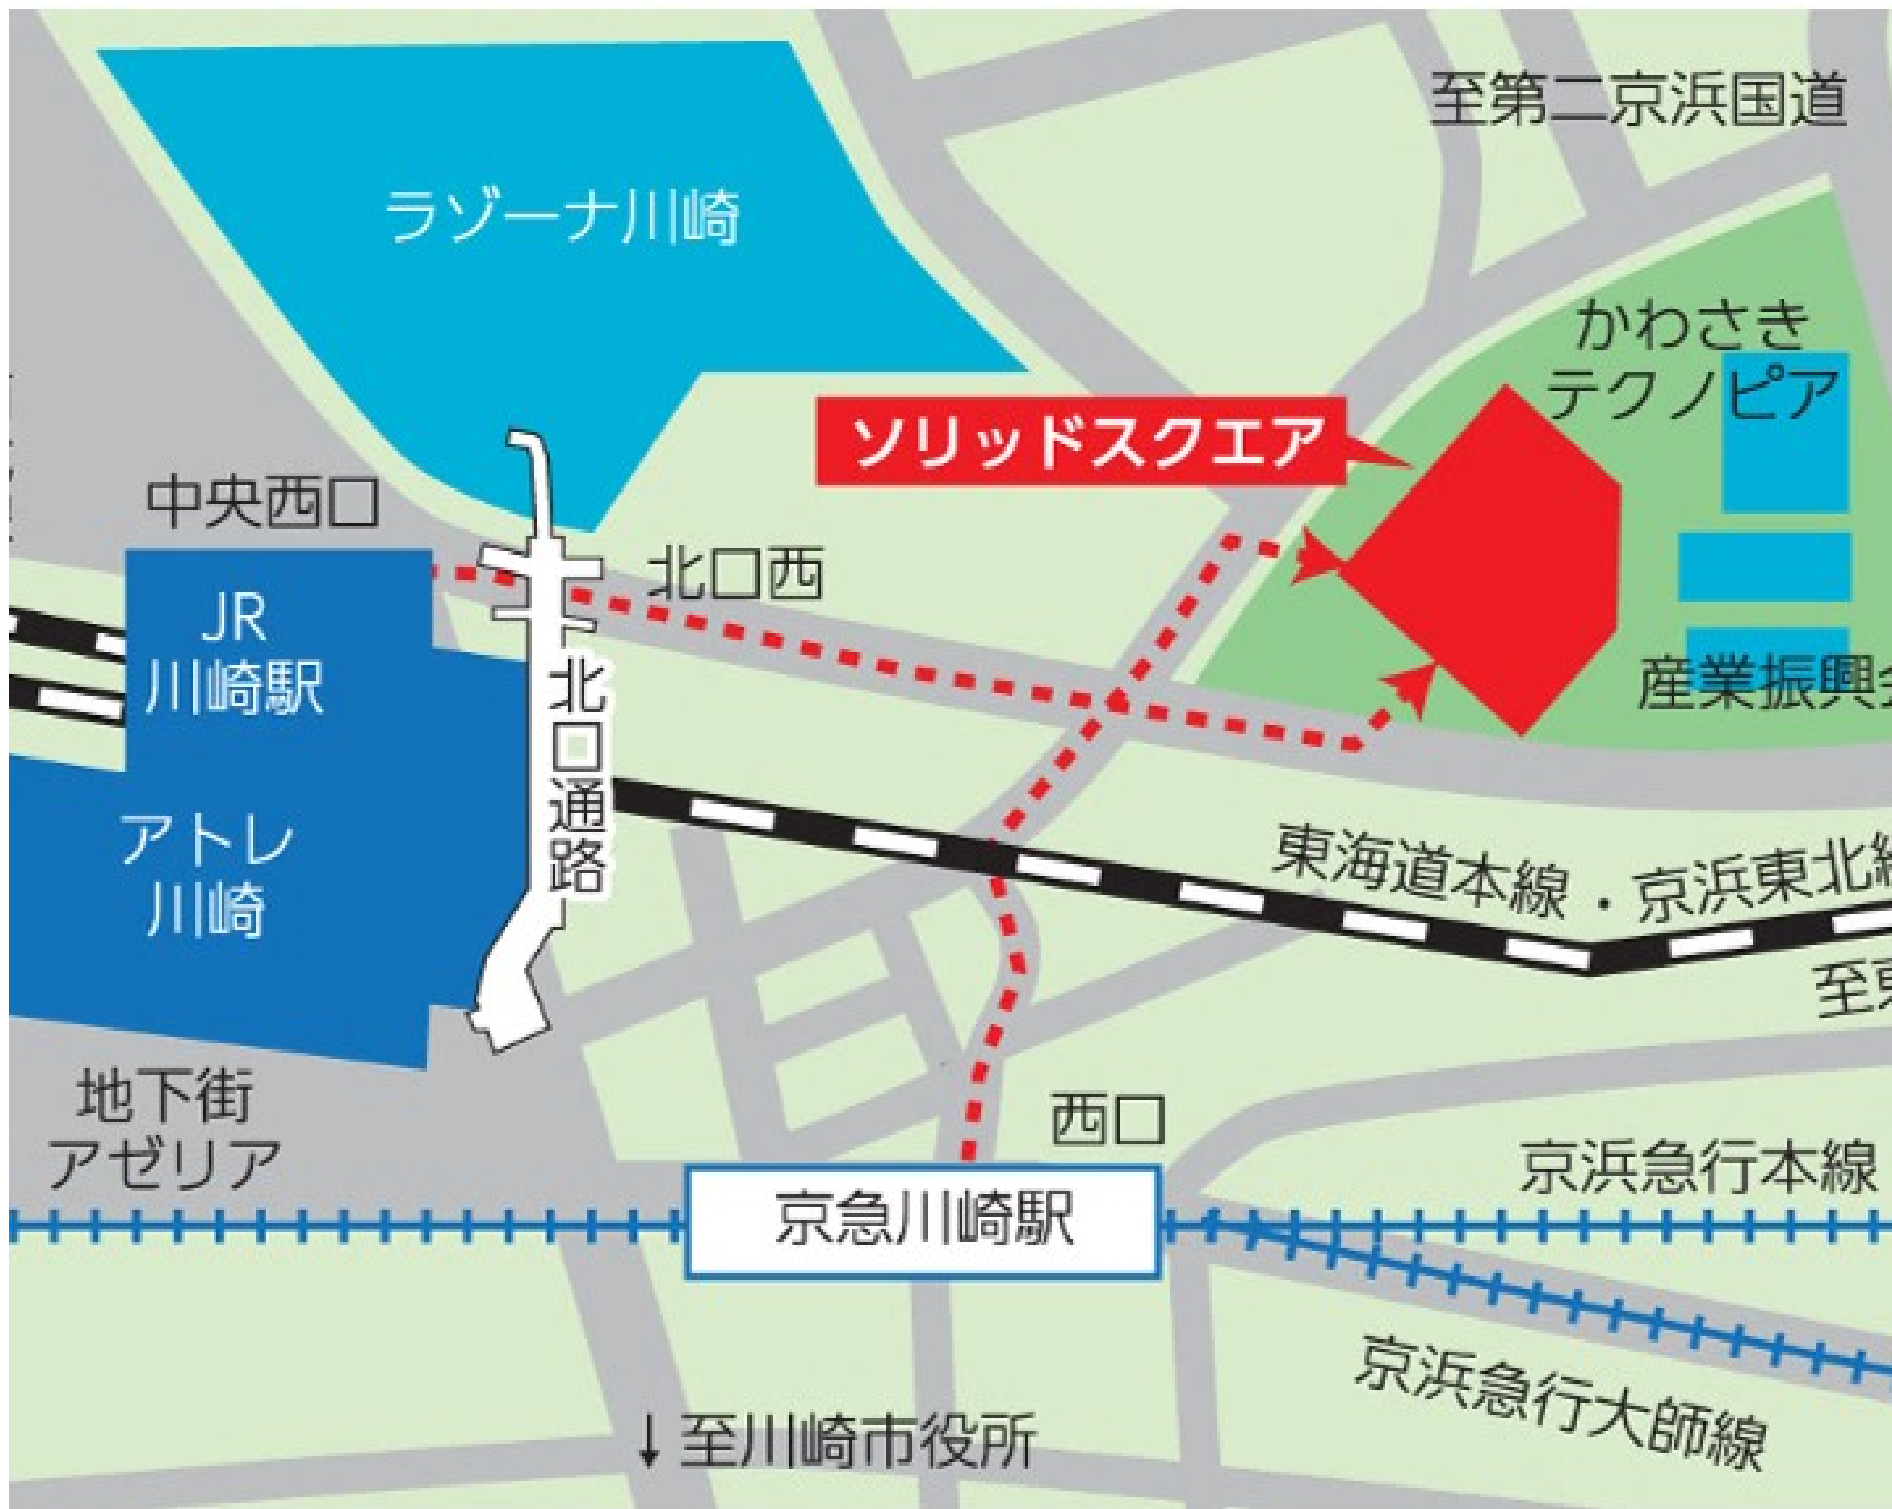 至第二京浜国道
ラゾーナ川崎
かわさき
テクノピア
ソリッドスクエア
中央西口
北口西
JR
川崎駅
北口通路
産業振興会
アトレ
川崎
東海道本線・京浜東北線
至東
地下街
アゼリア
西口
京浜急行本線
京急川崎駅
京浜急行大師線
↓至川崎市役所